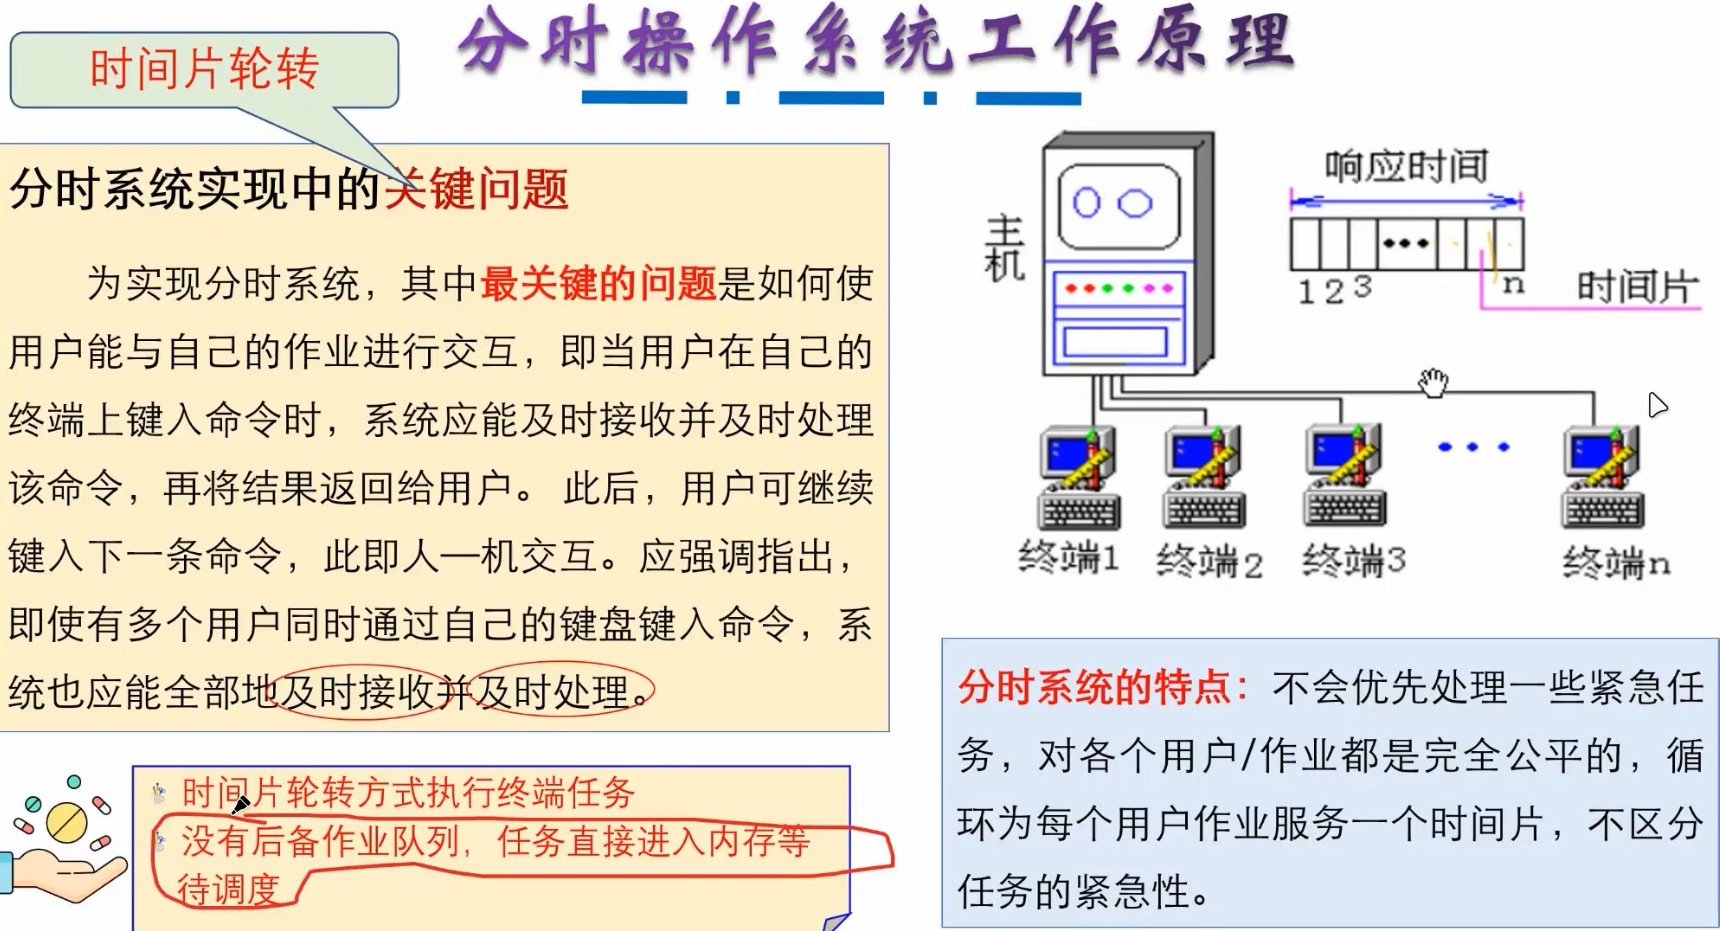 分时操作系统工作原理
时间片轮转
分时系统实现中的关键问题
为实现分时系统，其中最关键的问题是如何使
用户能与自己的作业进行交互，即当用户在自己的
终端上键入命令时，系统应能及时接收并及时处理
该命令，再将结果返回给用户。 此后，用户可继续
键入下一条命令，此即人—机交互。应强调指出，
即使有多个用户同时通过自己的键盘键入命令，系
统也应能全部地及时接收并及时处理。
时间片轮转方式执行终端任务
没有后备作业队列，任务直接进入内存等
待调度
主机
响应时间
1 2 3 n
时间片
终端1 终端2 终端3 终端n
分时系统的特点：不会优先处理一些紧急任
务，对各个用户/作业都是完全公平的，循
环为每个用户作业服务一个时间片，不区分
任务的紧急性。